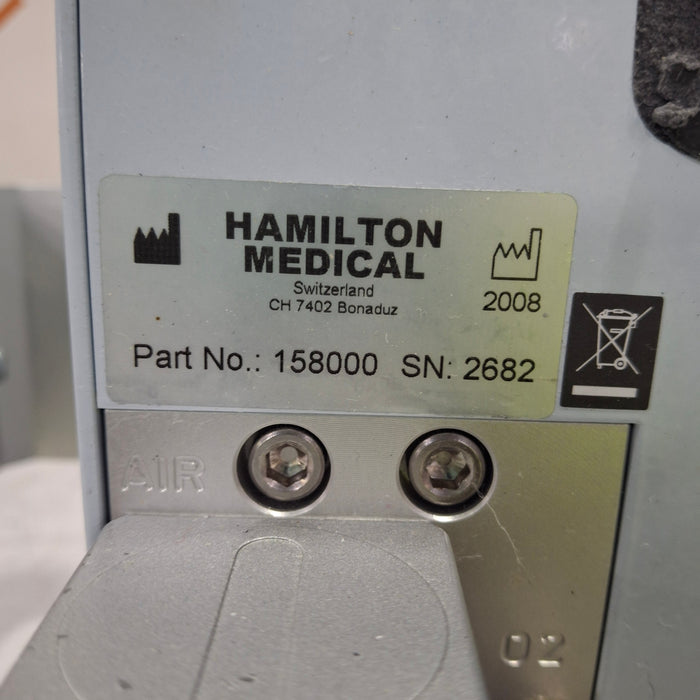 HAMILTON
MEDICAL
Switzerland
CH 7402 Bonaduz
2008
Part No.: 158000 SN: 2682
AIR
O2